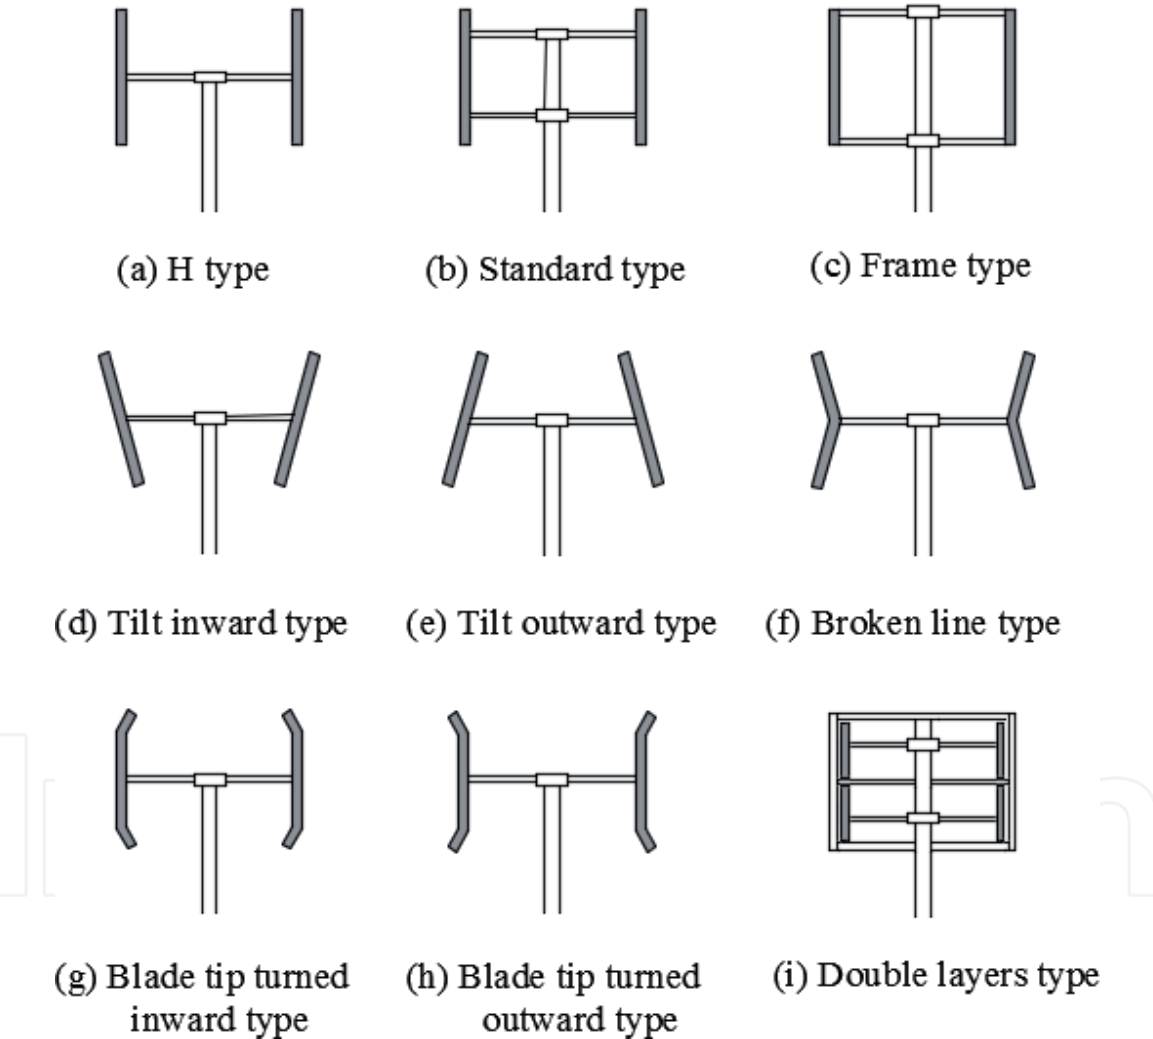 (a) H type
(b) Standard type
(c) Frame type
(d) Tilt inward type
(e) Tilt outward type
(f) Broken line type
(g) Blade tip turned
inward type
(h) Blade tip turned
outward type
(i) Double layers type